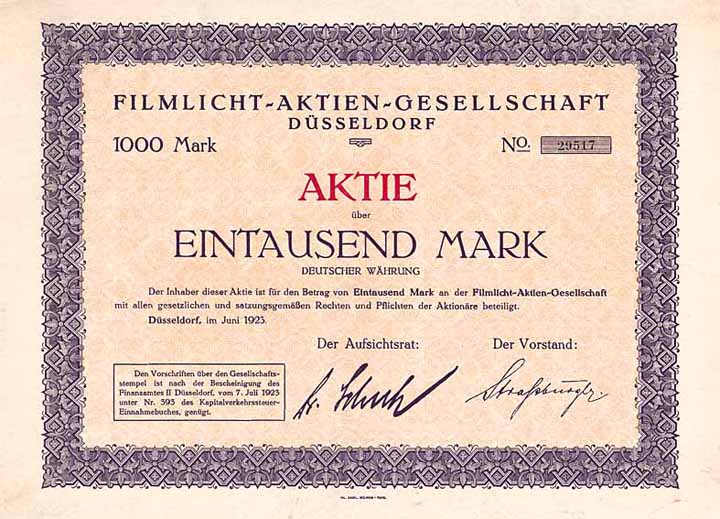 FILMLICHT-AKTIEN-GESELLSCHAFT
DÜSSELDORF
1000 Mark
No. 29517
AKTIE
über
EINTAUSEND MARK
DEUTSCHER WÄHRUNG
Der Inhaber dieser Aktie ist für den Betrag von Eintausend Mark an der Filmlicht-Aktien-Gesellschaft
mit allen gesetzlichen und satzungsgemäßen Rechten und Pflichten der Aktionäre beteiligt.
Düsseldorf, im Juni 1923.
Der Aufsichtsrat:
Der Vorstand:
Den Vorschriften über den Gesellschafts-
stempel ist nach der Bescheinigung des
Finanzamtes II Düsseldorf, vom 7. Juli 1923
unter Nr. 393 des Kapitalverkehrssteuer-
Einnahmebuches, genügt.
Straßburger